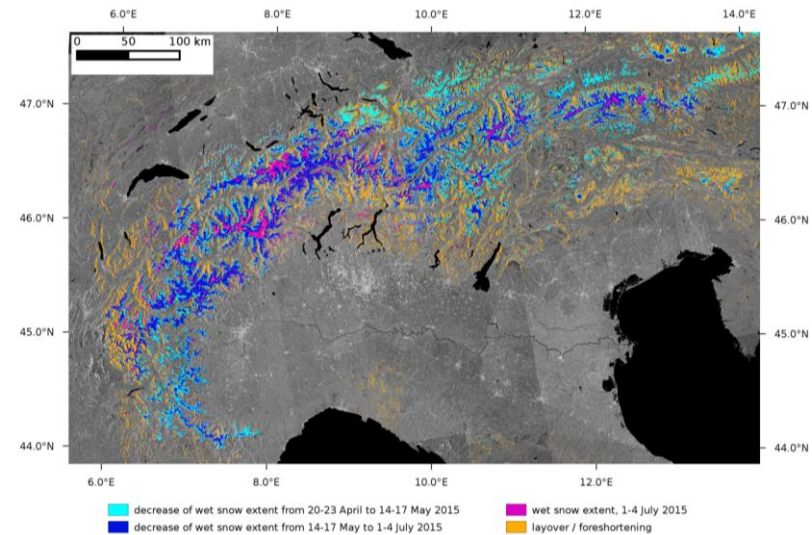 6.0°E 8.0°E 10.0°E 12.0°E 14.0°E
0 50 100 km
47.0°N 47.0°N
46.0°N 46.0°N
45.0°N 45.0°N
44.0°N 44.0°N
6.0°E 8.0°E 10.0°E 12.0°E
decrease of wet snow extent from 20-23 April to 14-17 May 2015 wet snow extent, 1-4 July 2015
decrease of wet snow extent from 14-17 May to 1-4 July 2015 layover / foreshortening